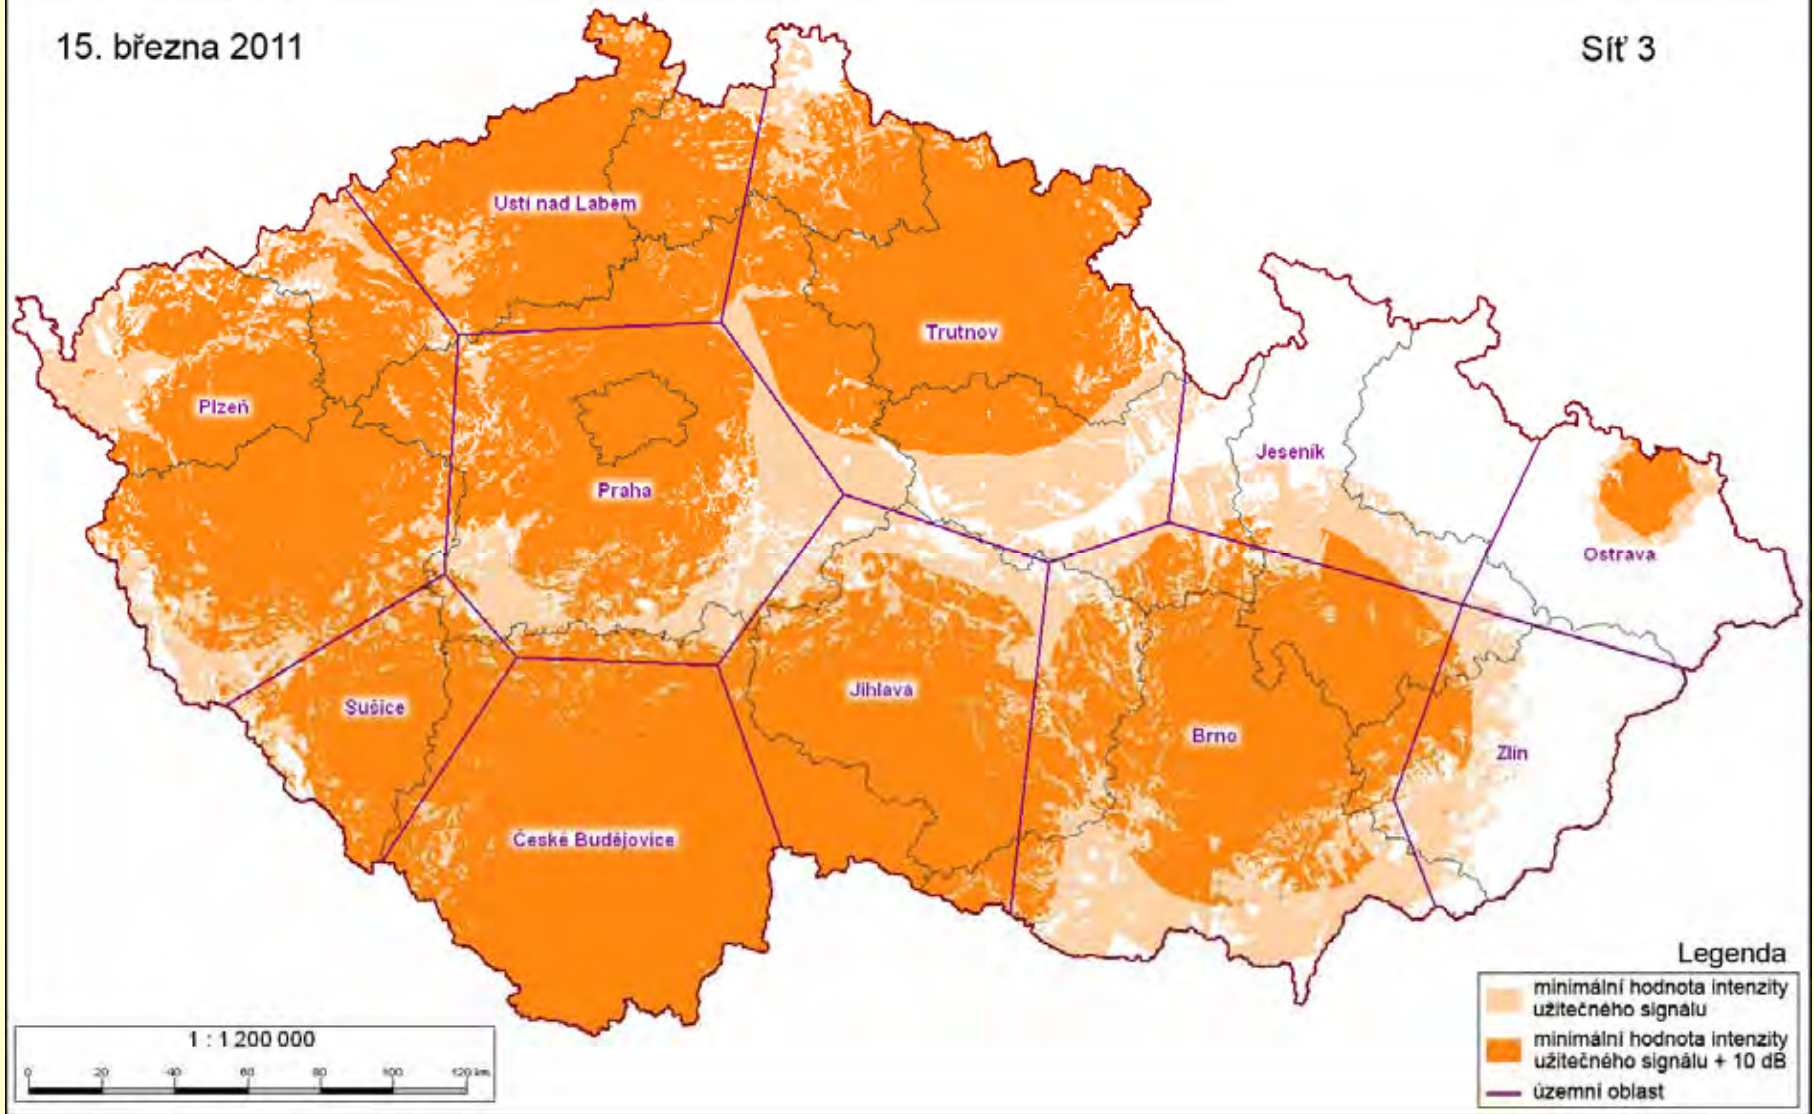 15. března 2011
Síť 3
Ustí nad Labem
Trutnov
Plzeň
Jeseník
Praha
Ostrava
Sušice
Jihlava
Brno
Zlín
České Budějovice
Legenda
minimální hodnota intenzity
užitečného signálu
minimální hodnota intenzity
užitečného signálu + 10 dB
územní oblast
1 : 1 200 000
0 20 40 60 80 100 120 km